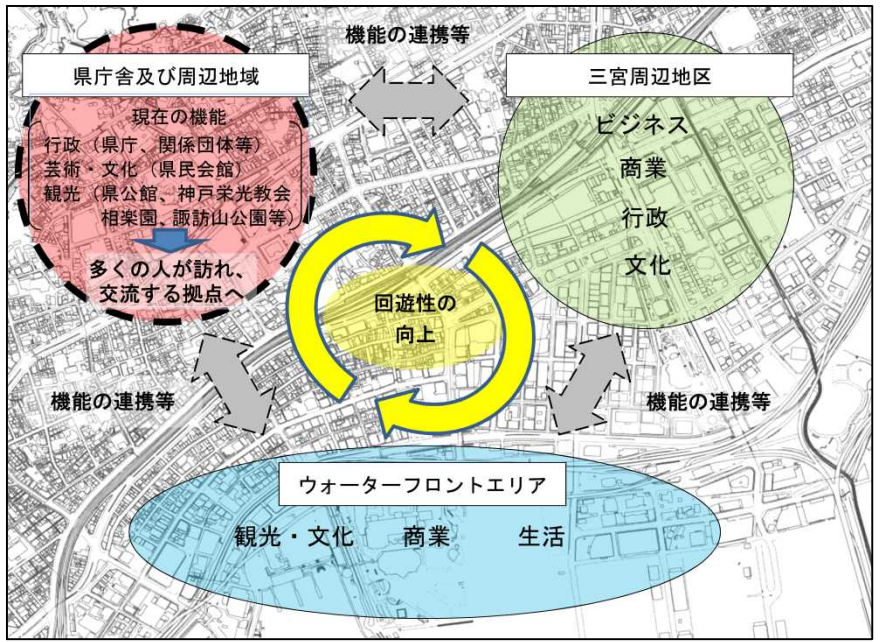 機能の連携等
県庁舎及び周辺地域
現在の機能
行政（県庁、関係団体等）
芸術・文化（県民会館）
観光（県公館、神戸栄光教会
相楽園、諏訪山公園等）
多くの人が訪れ、
交流する拠点へ
三宮周辺地区
ビジネス
商業
行政
文化
回遊性の
向上
機能の連携等
機能の連携等
ウォーターフロントエリア
観光・文化　商業　生活